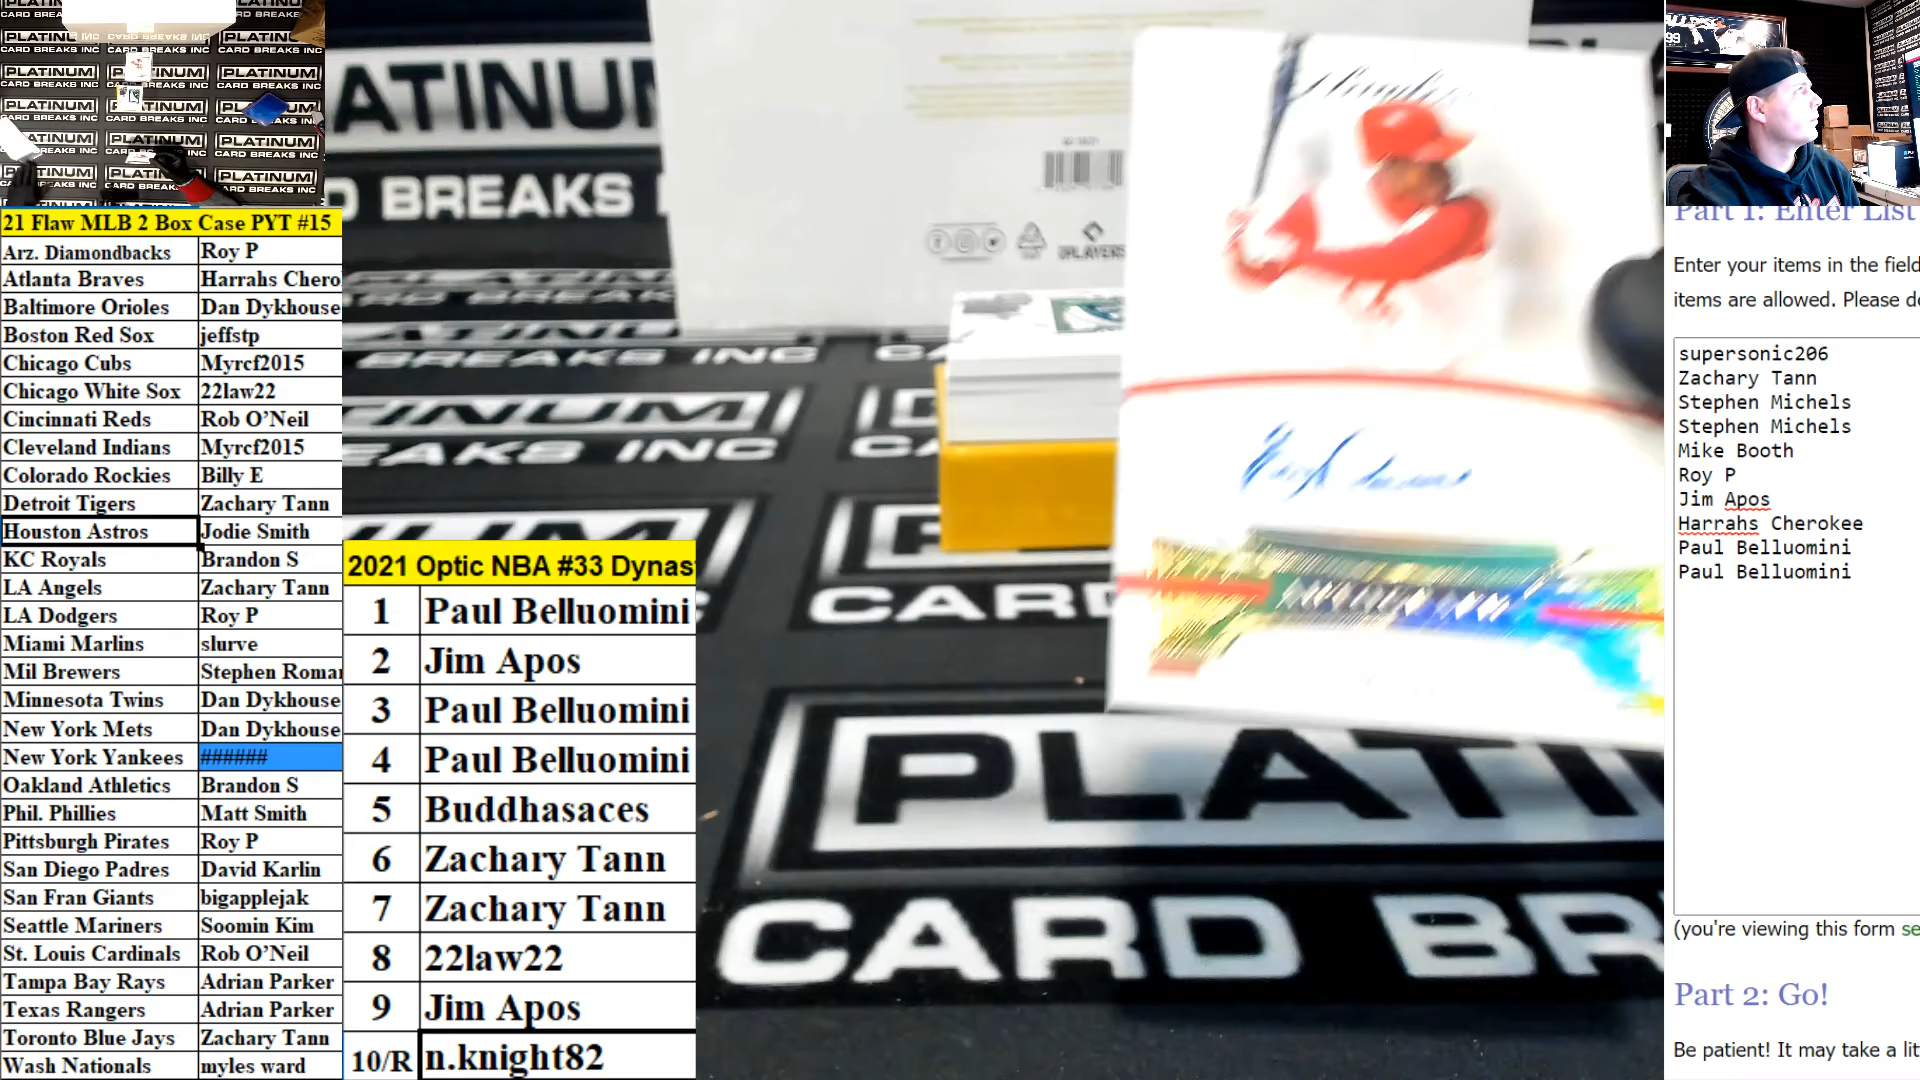 21 Flaw MLB 2 Box Case PYT #15
Arz. Diamondbacks Roy P
Atlanta Braves Harrahs Chero
Baltimore Orioles Dan Dykhouse
Boston Red Sox jeffstp
Chicago Cubs Myrcf2015
Chicago White Sox 22law22
Cincinnati Reds Rob O’Neil
Cleveland Indians Myrcf2015
Colorado Rockies Billy E
Detroit Tigers Zachary Tann
Houston Astros Jodie Smith
KC Royals Brandon S
LA Angels Zachary Tann
LA Dodgers Roy P
Miami Marlins slurve
Mil Brewers Stephen Roma
Minnesota Twins Dan Dykhouse
New York Mets Dan Dykhouse
New York Yankees ######
Oakland Athletics Brandon S
Phil. Phillies Matt Smith
Pittsburgh Pirates Roy P
San Diego Padres David Karlin
San Fran Giants bigapplejak
Seattle Mariners Soomin Kim
St. Louis Cardinals Rob O’Neil
Tampa Bay Rays Adrian Parker
Texas Rangers Adrian Parker
Toronto Blue Jays Zachary Tann
Wash Nationals myles ward
2021 Optic NBA #33 Dynas
1 Paul Belluomini
2 Jim Apos
3 Paul Belluomini
4 Paul Belluomini
5 Buddhasaces
6 Zachary Tann
7 Zachary Tann
8 22law22
9 Jim Apos
10/R n.knight82
ATINUM
D BREAKS
BREAKS INC
INUM
EAKS INC
CARD
PLATI
CARD BR
PLATINUM
CARD BREAKS INC
Part 1: Enter List
Enter your items in the field
items are allowed. Please d
supersonic206
Zachary Tann
Stephen Michels
Stephen Michels
Mike Booth
Roy P
Jim Apos
Harrahs Cherokee
Paul Belluomini
Paul Belluomini
(you're viewing this form se
Part 2: Go!
Be patient! It may take a lit